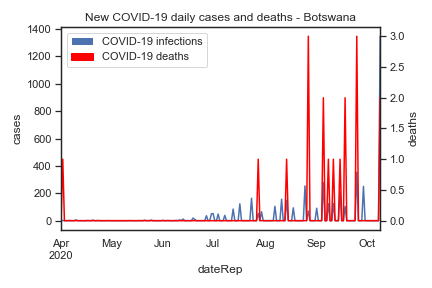 New COVID-19 daily cases and deaths - Botswana
COVID-19 infections
COVID-19 deaths
1400
1200
1000
800
600
400
200
0
cases
3.0
2.5
2.0
1.5
1.0
0.5
0.0
deaths
Apr May Jun Jul Aug Sep Oct
2020
dateRep